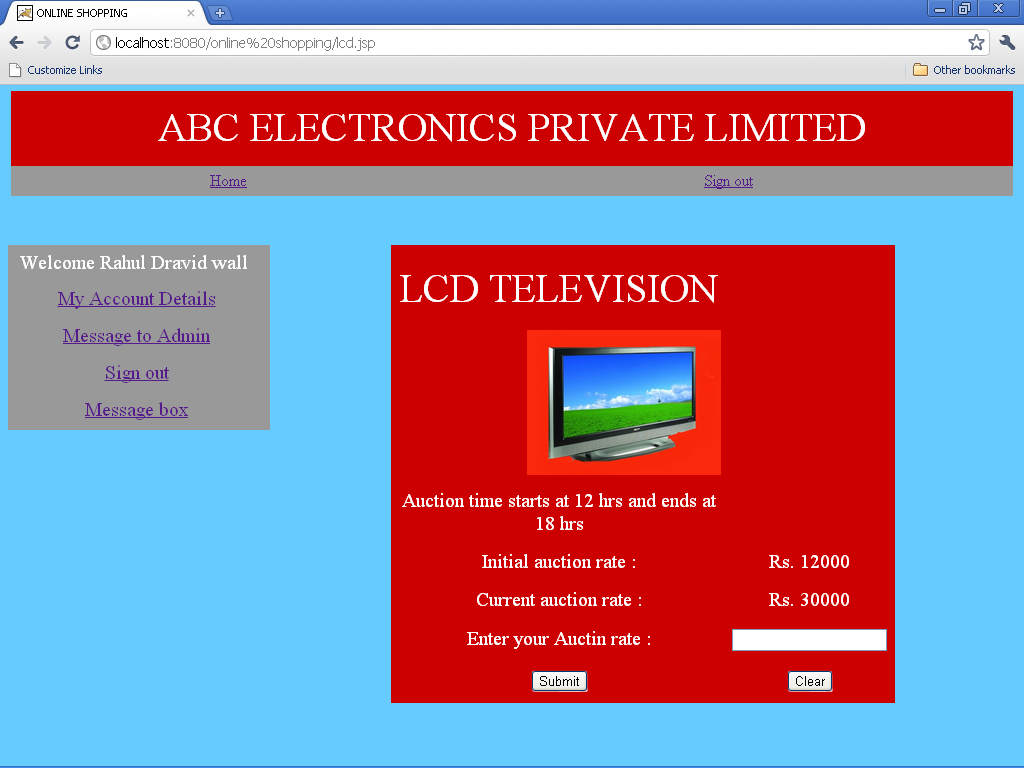 ONLINE SHOPPING
localhost:8080/online%20shopping/lcd.jsp
Customize Links
Other bookmarks
ABC ELECTRONICS PRIVATE LIMITED
Home
Sign out
Welcome Rahul Dravid wall
My Account Details
Message to Admin
Sign out
Message box
LCD TELEVISION
Auction time starts at 12 hrs and ends at
18 hrs
Initial auction rate : Rs. 12000
Current auction rate : Rs. 30000
Enter your Auctin rate :
Submit Clear